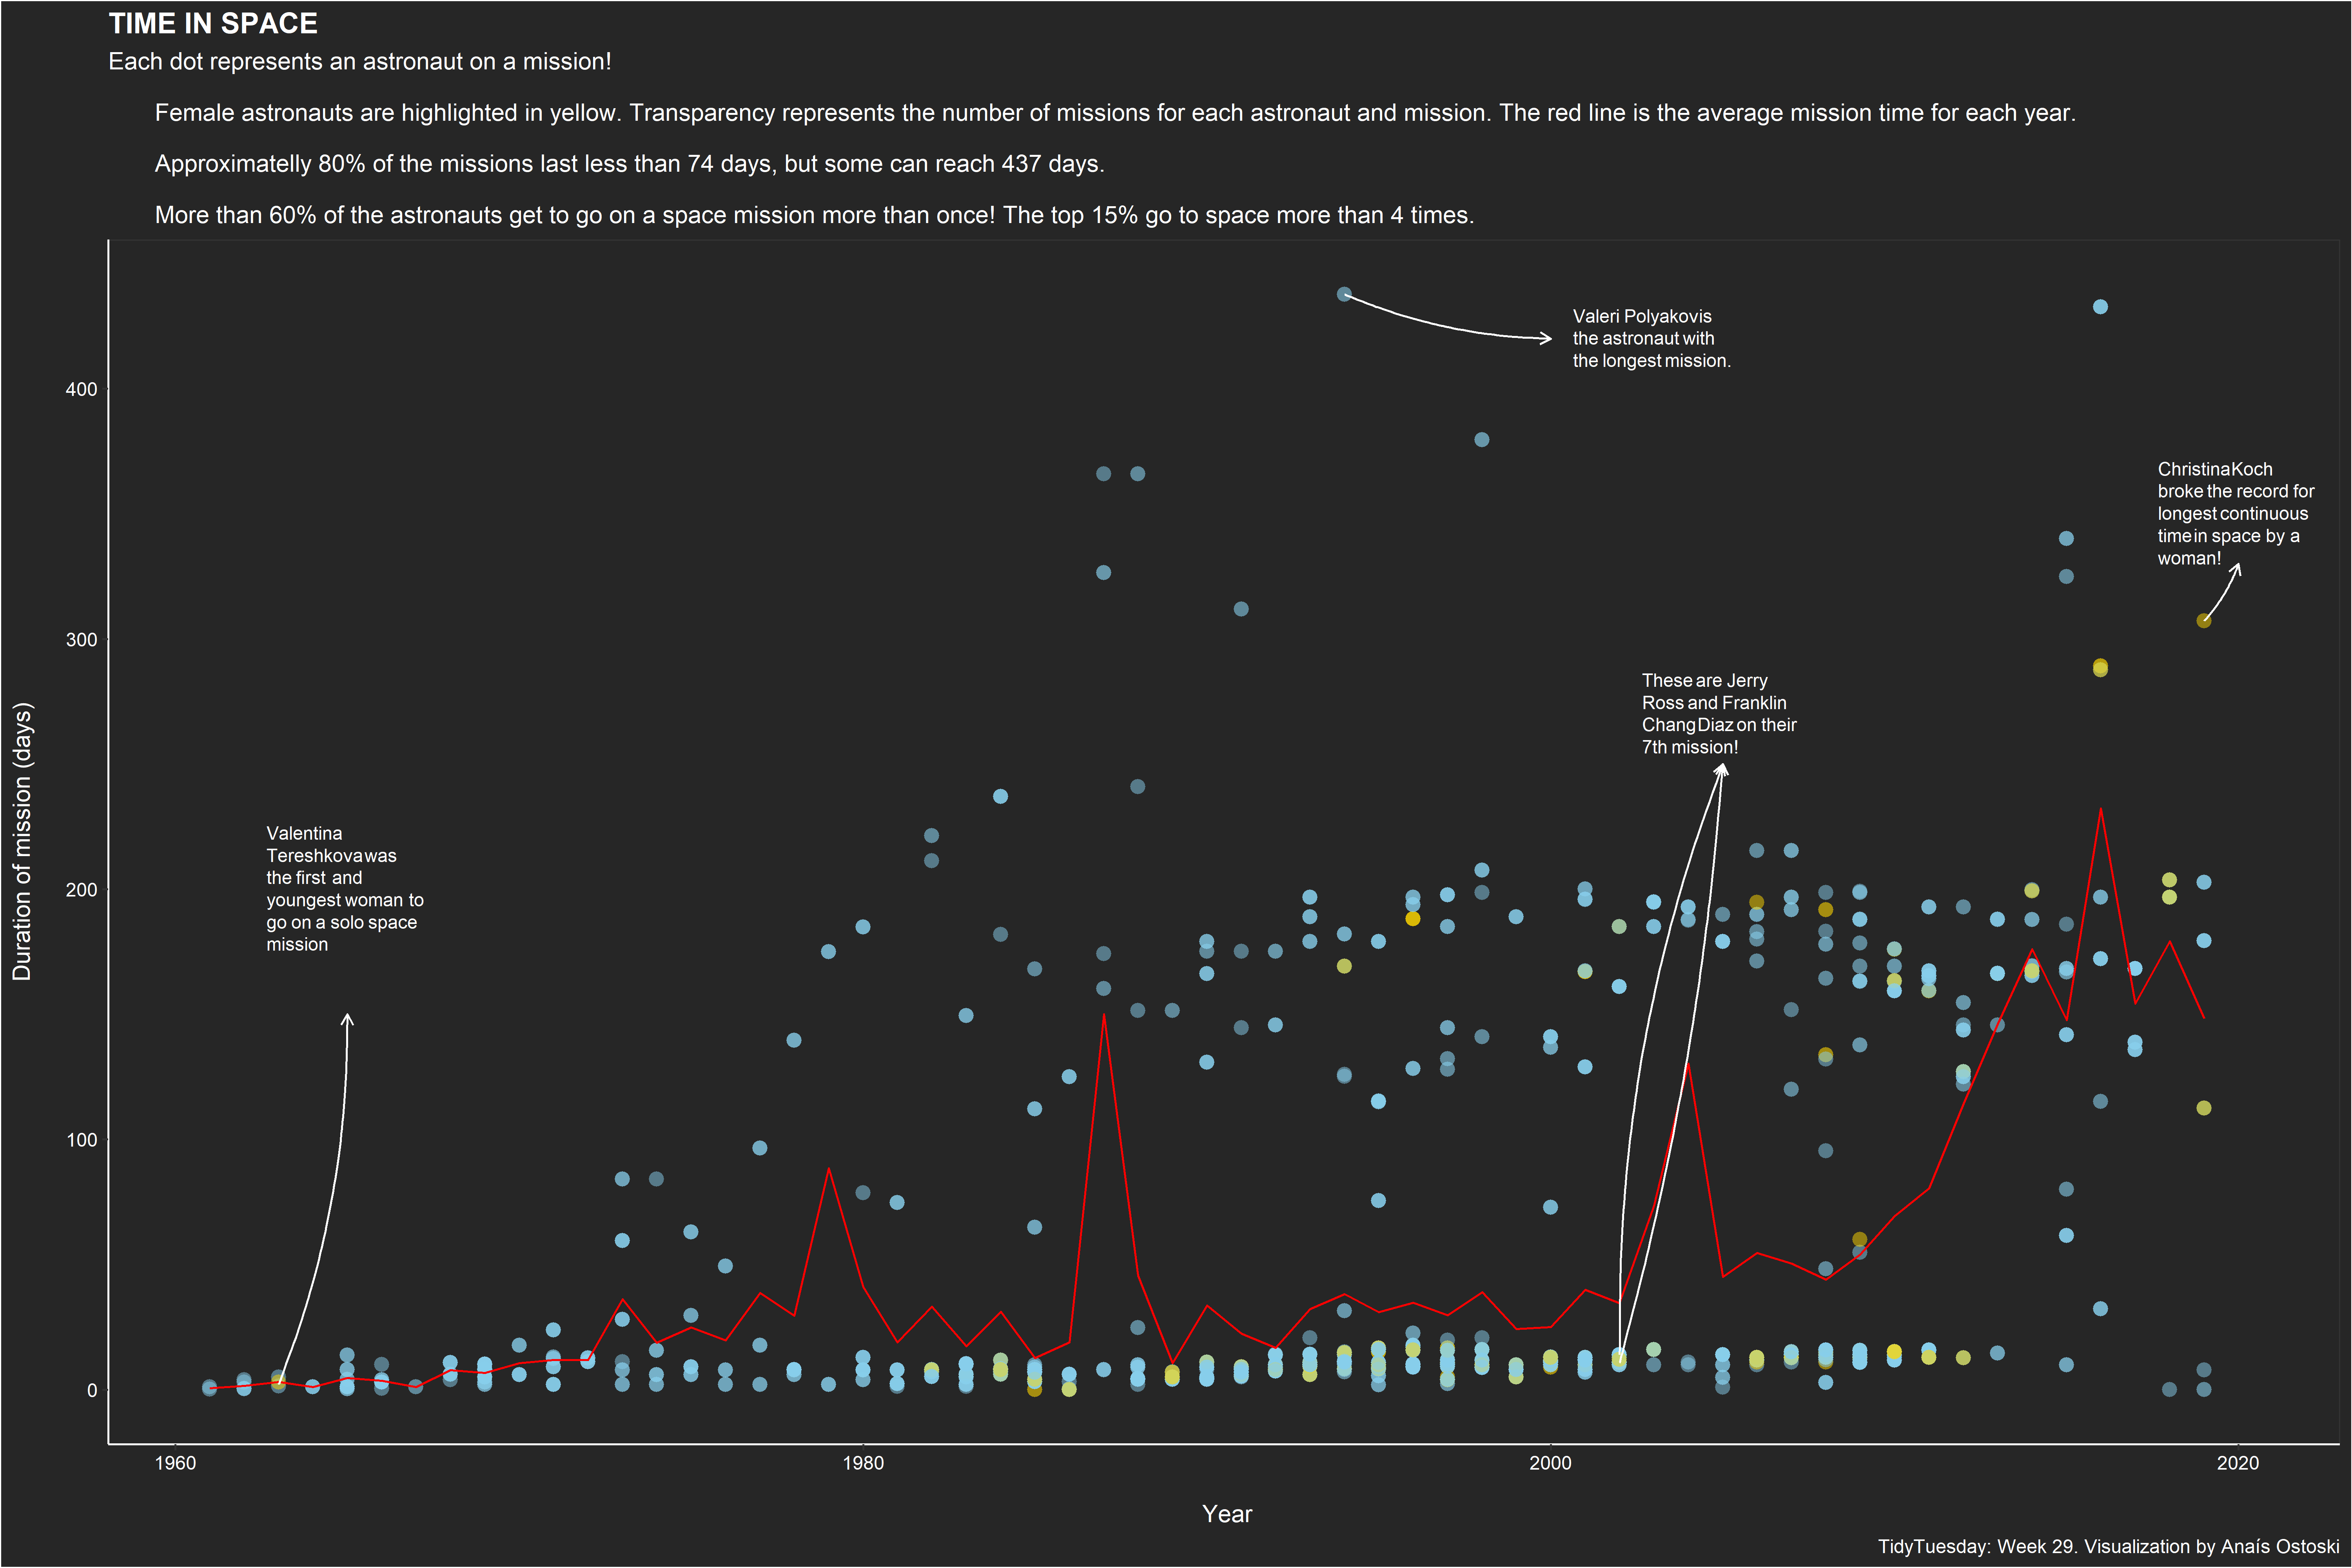 TIME IN SPACE
Each dot represents an astronaut on a mission!
Female astronauts are highlighted in yellow. Transparency represents the number of missions for each astronaut and mission. The red line is the average mission time for each year.
Approximatelly 80% of the missions last less than 74 days, but some can reach 437 days.
More than 60% of the astronauts get to go on a space mission more than once! The top 15% go to space more than 4 times.
Valeri Polyakovis
the astronaut with
the longest mission.
400
ChristinaKoch
broke the record for
longest continuous
timein space by a
woman!
300
These are Jerry
Ross and Franklin
ChangDiaz on their
7th mission!
Duration of mission (days)
Valentina
Tereshkovawas
the first and
youngest woman to
go on a solo space
mission
200
100
0
1960
1980
2000
2020
Year
TidyTuesday: Week 29. Visualization by Anaís Ostoski